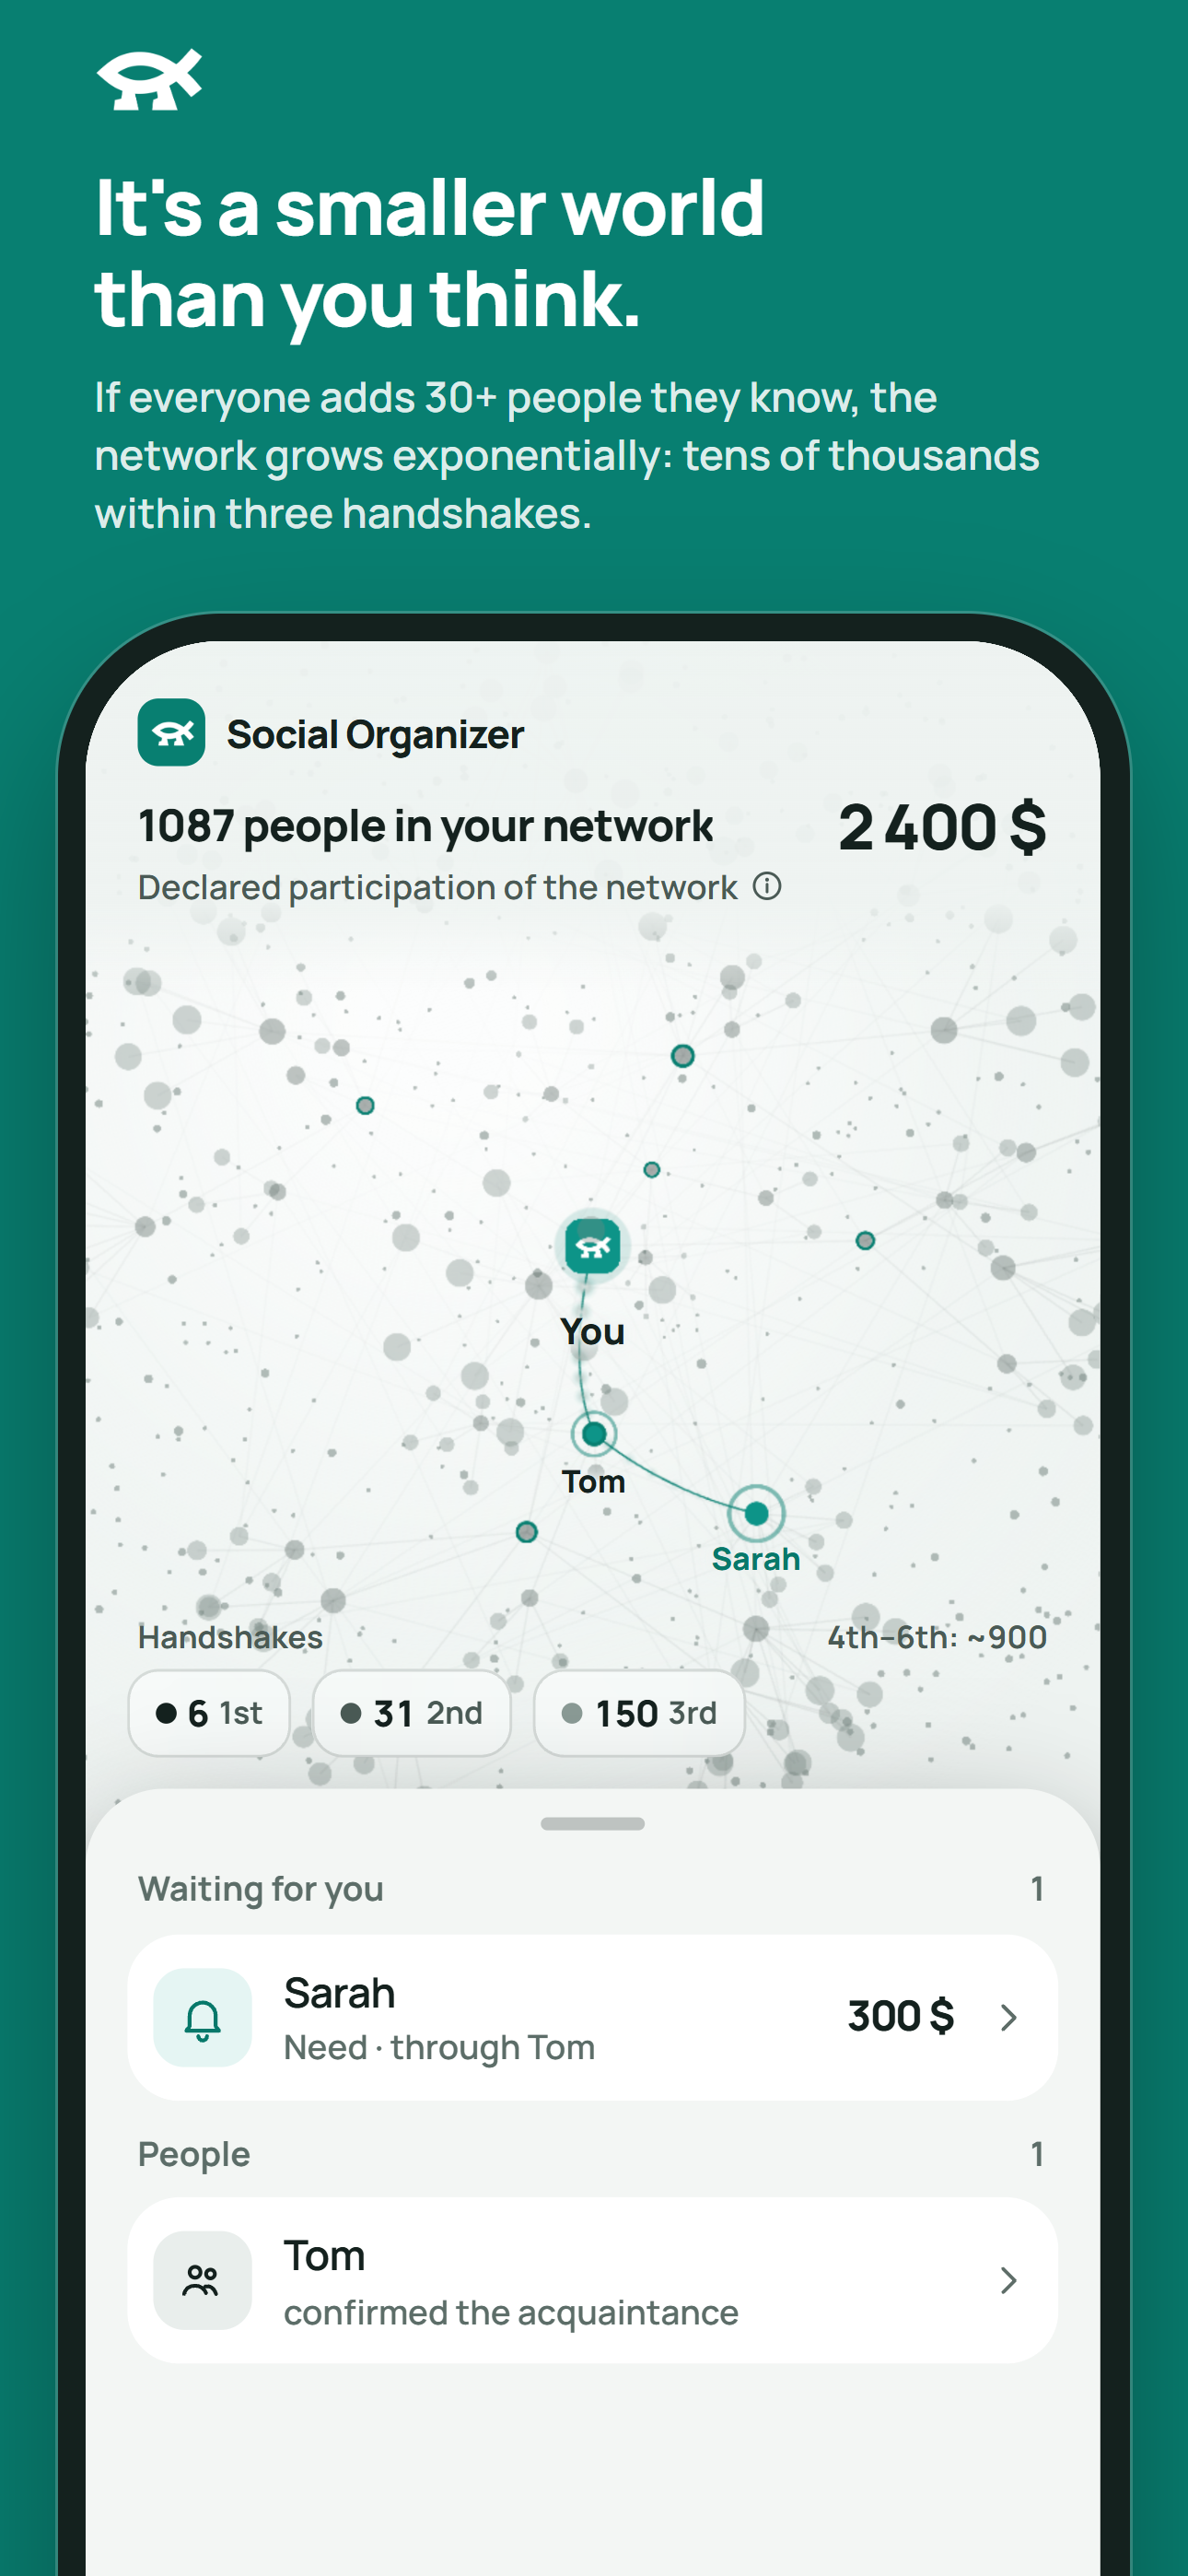 It's a smaller world
than you think.
If everyone adds 30+ people they know, the
network grows exponentially: tens of thousands
within three handshakes.
Social Organizer
1087 people in your network
2 400 $
Declared participation of the network
You
Tom
Sarah
Handshakes
4th–6th: ~900
6 1st
31 2nd
150 3rd
Waiting for you
1
Sarah
300 $
Need · through Tom
People
1
Tom
confirmed the acquaintance